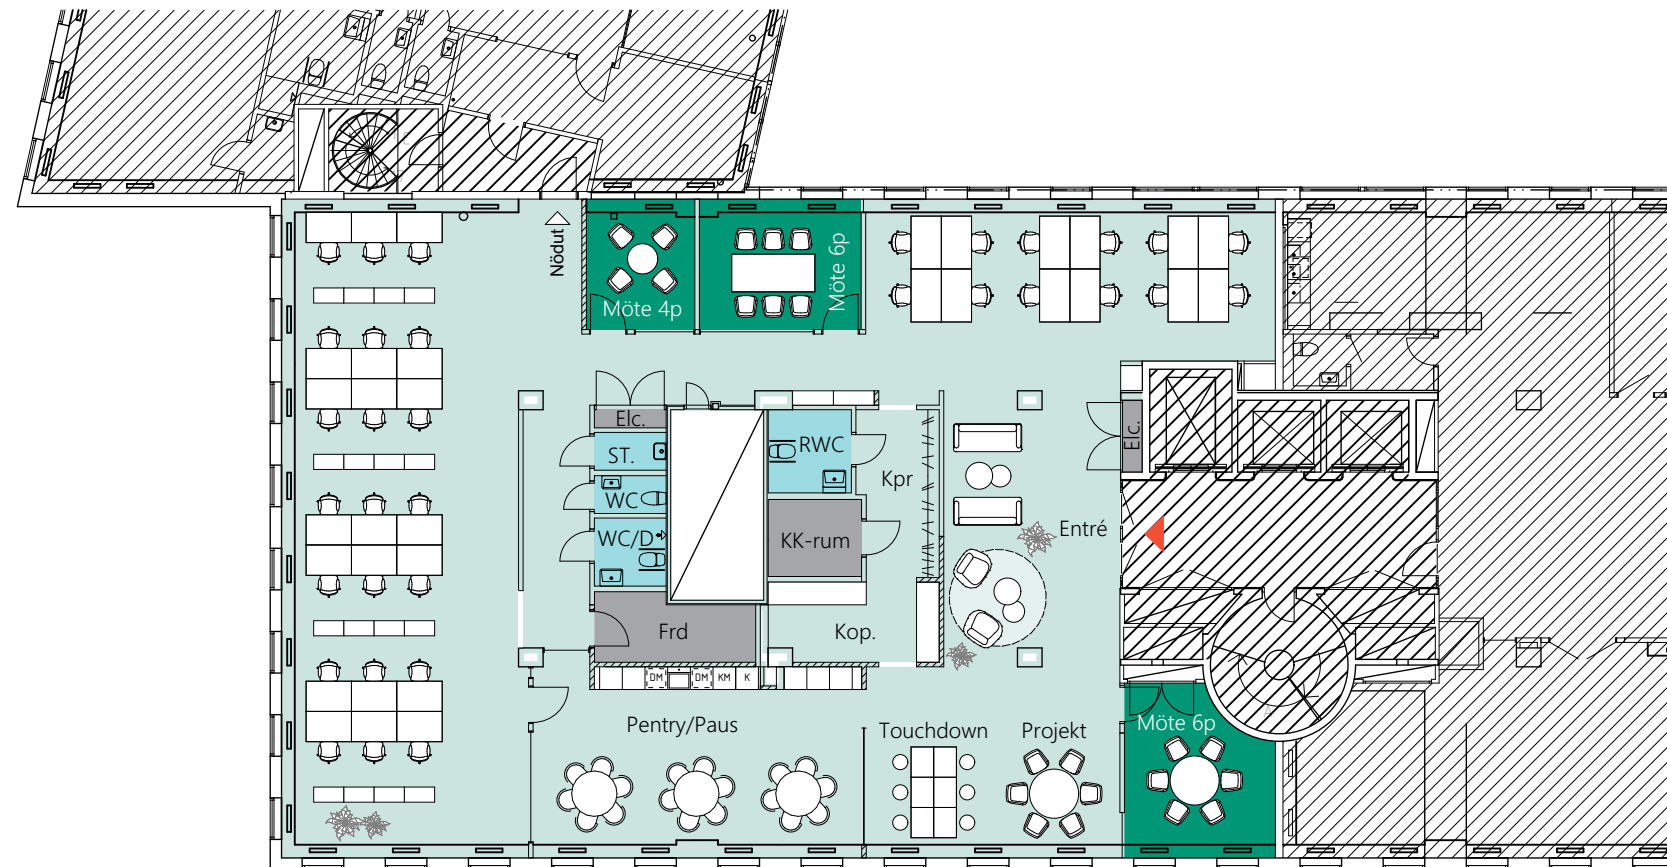 Nödut
Möte 4p
Möte 6p
Elc.
ST.
WC
WC/D
RWC
Kpr
KK-rum
Elc.
Entré
Frd
Kop.
DM
DM
KM
K
Pentry/Paus
Touchdown
Projekt
Möte 6p